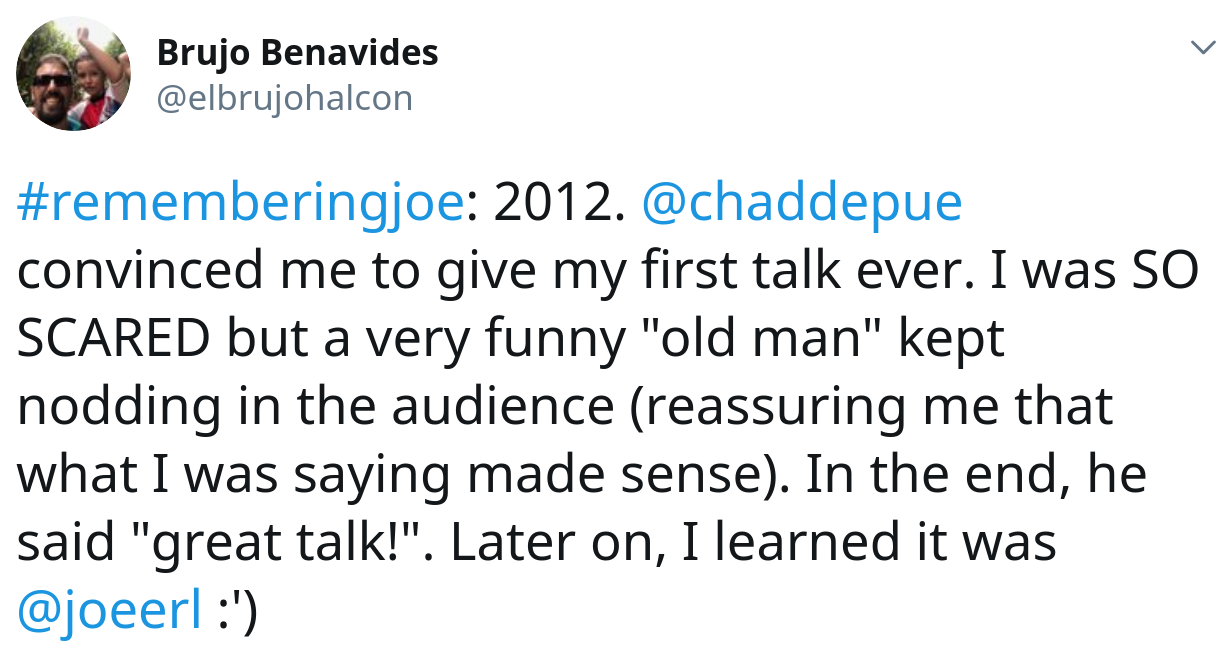 Brujo Benavides
@elbrujohalcon
#rememberingjoe: 2012. @chaddepue
convinced me to give my first talk ever. I was SO
SCARED but a very funny "old man" kept
nodding in the audience (reassuring me that
what I was saying made sense). In the end, he
said "great talk!". Later on, I learned it was
@joeerl :')